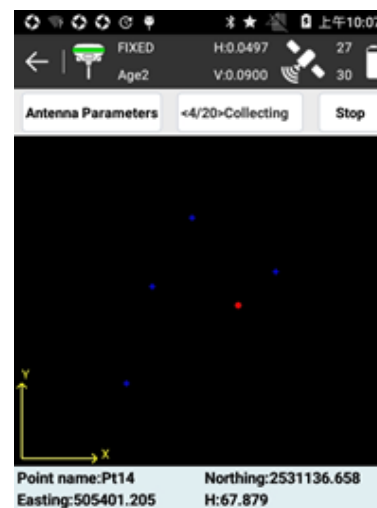 上午10:07
FIXED H:0.0497 27
Age2 V:0.0900 30
Antenna Parameters <4/20>Collecting Stop
Y
X
Point name:Pt14 Northing:2531136.658
Easting:505401.205 H:67.879